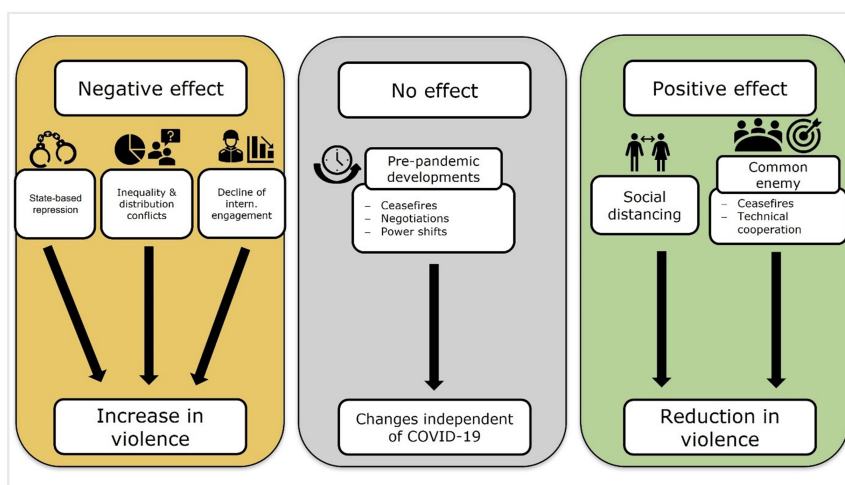 Negative effect
?
State-based
repression
Inequality &
distribution
conflicts
Decline of
intern.
engagement
Increase in
violence
No effect
Pre-pandemic
developments
– Ceasefires
– Negotiations
– Power shifts
Changes independent
of COVID-19
Positive effect
Social
distancing
Common
enemy
– Ceasefires
– Technical
cooperation
Reduction in
violence